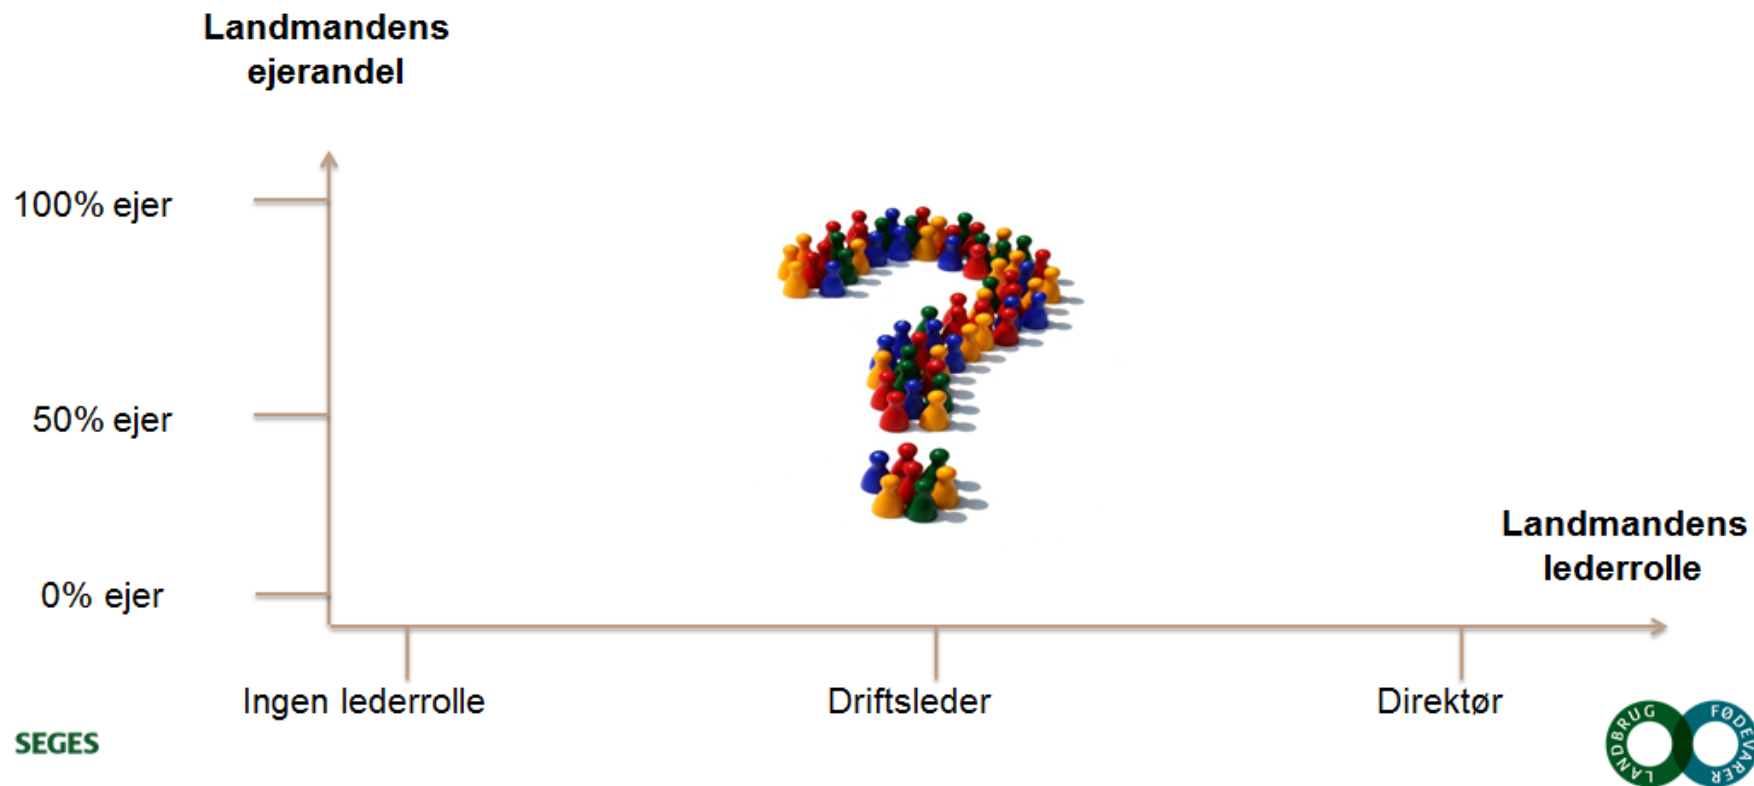 Landmandens
ejerandel
100% ejer
50% ejer
0% ejer
Landmandens
lederrolle
Ingen lederrolle
Driftsleder
Direktør
SEGES
LANDBRUG
FØDEVARER